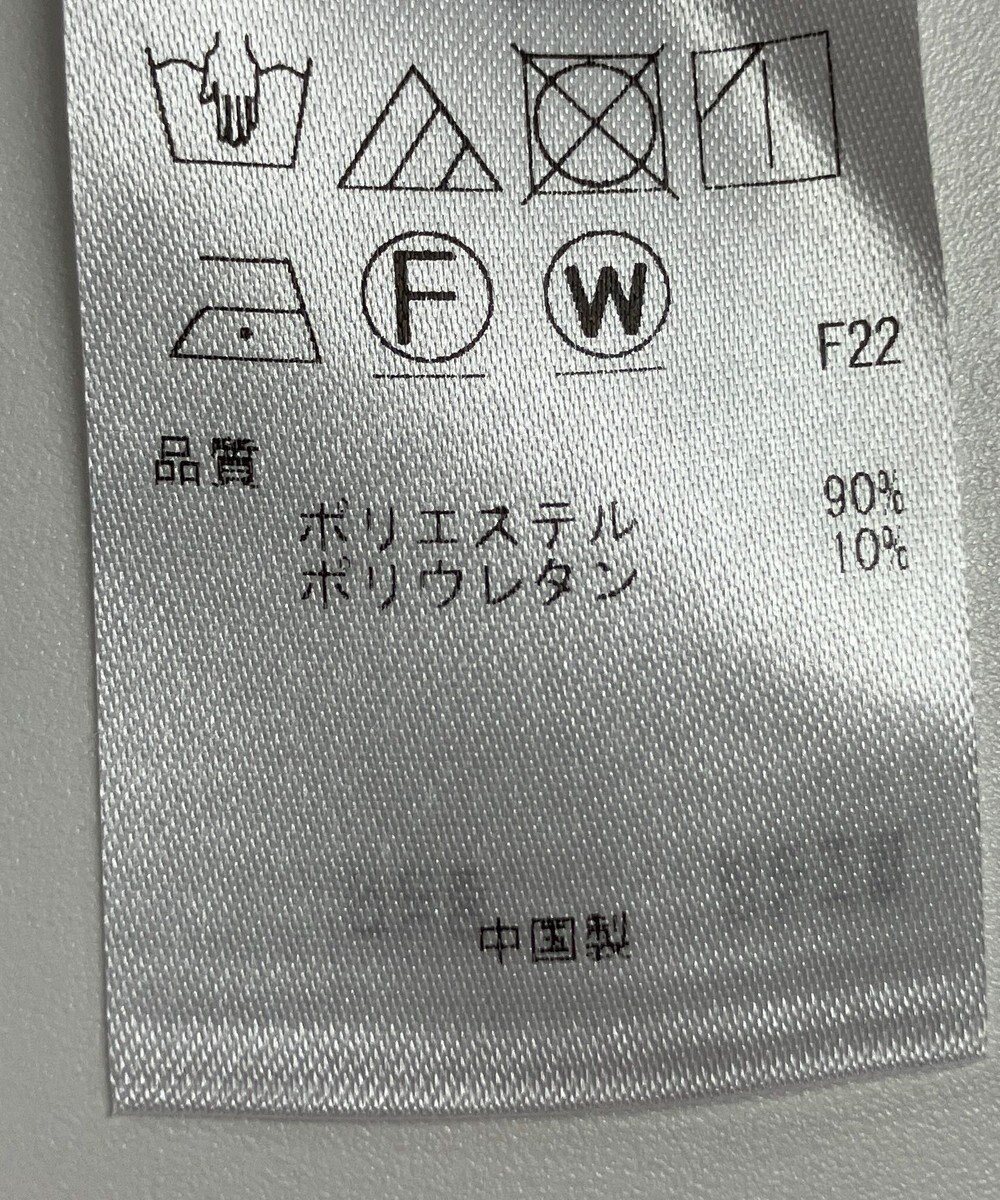 F W
F22
品質
ポリエステル 90%
ポリウレタン 10%
中国製